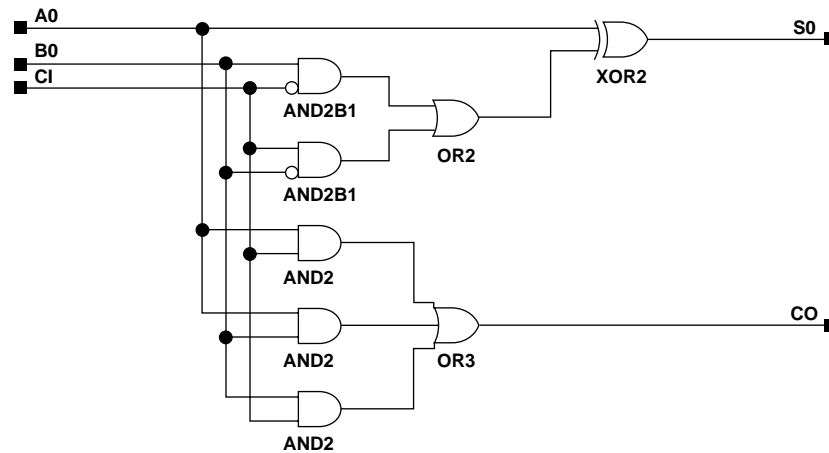 A0
S0
B0
CI
XOR2
AND2B1
OR2
AND2B1
AND2
CO
AND2
OR3
AND2